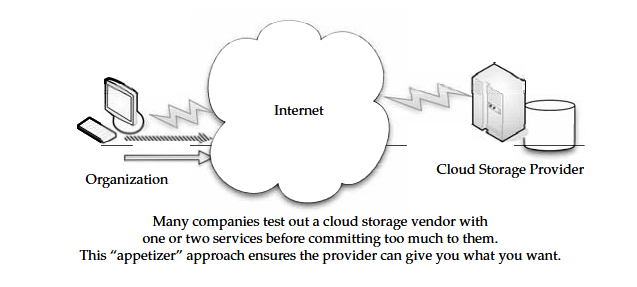 Internet
Organization
Cloud Storage Provider
Many companies test out a cloud storage vendor with
one or two services before committing too much to them.
This “appetizer” approach ensures the provider can give you what you want.